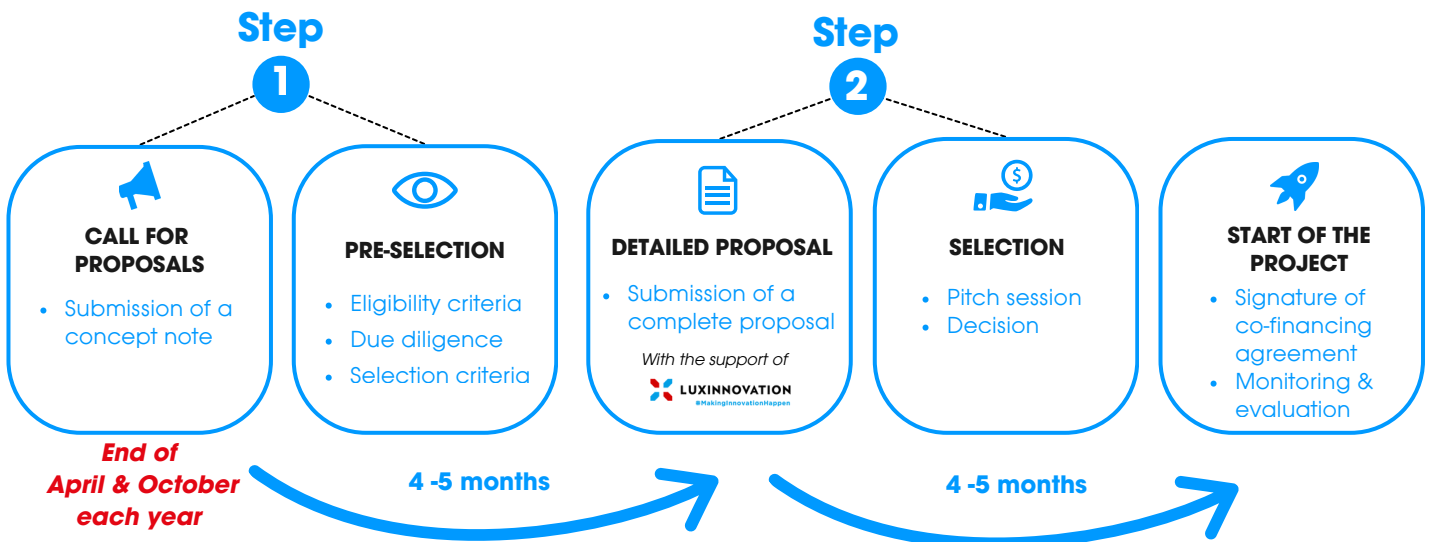 Step
1
Step
2
CALL FOR
PROPOSALS
• Submission of a
concept note
PRE-SELECTION
• Eligibility criteria
• Due diligence
• Selection criteria
DETAILED PROPOSAL
• Submission of a
complete proposal
With the support of
LUXINNOVATION
#MakingInnovationHappen
$
SELECTION
• Pitch session
• Decision
START OF THE
PROJECT
• Signature of
co-financing
agreement
• Monitoring &
evaluation
End of
April & October
each year
4 -5 months
4 -5 months